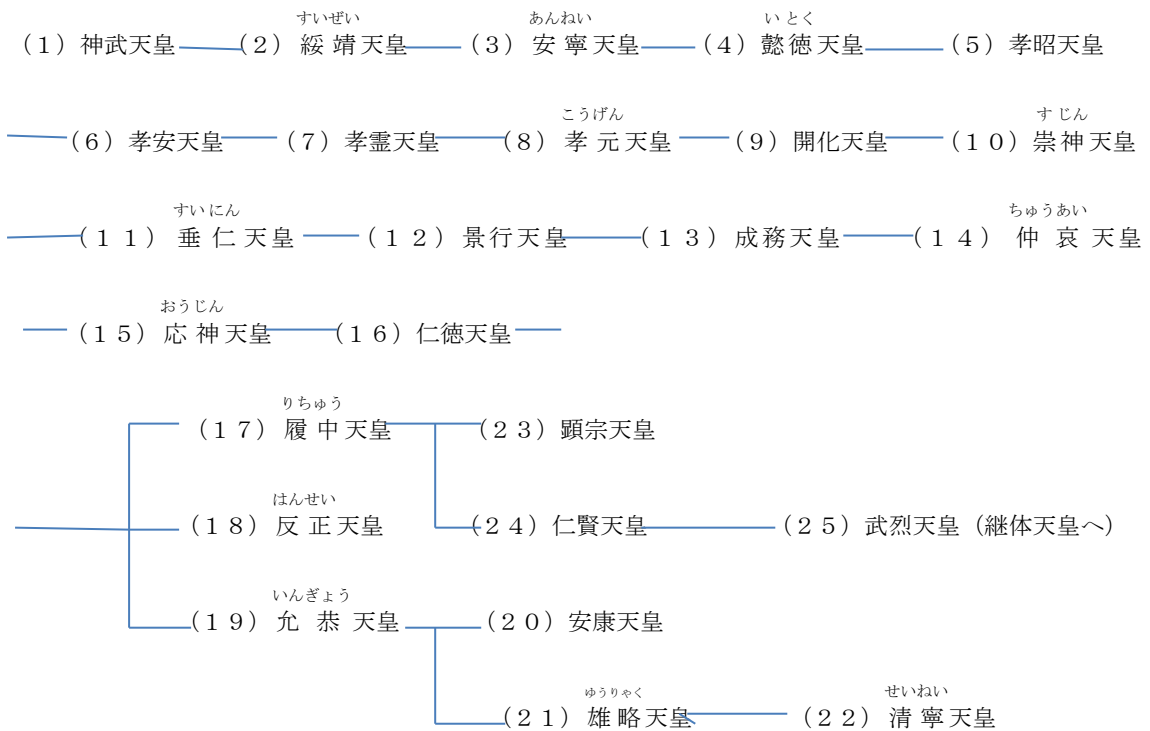 すいぜい あんねい いとく
（１）神武天皇 （２）綏靖天皇 （３）安寧天皇 （４）懿徳天皇 （５）孝昭天皇
こうげん すじん
（６）孝安天皇 （７）孝霊天皇 （８）孝元天皇 （９）開化天皇 （１０）崇神天皇
すいにん ちゅうあい
（１１）垂仁天皇 （１２）景行天皇 （１３）成務天皇 （１４）仲哀天皇
おうじん
（１５）応神天皇 （１６）仁徳天皇
りちゅう
（１７）履中天皇 （２３）顕宗天皇
はんせい
（１８）反正天皇 （２４）仁賢天皇 （２５）武烈天皇（継体天皇へ）
いんぎょう
（１９）允恭天皇 （２０）安康天皇
ゆうりゃく せいねい
（２１）雄略天皇 （２２）清寧天皇